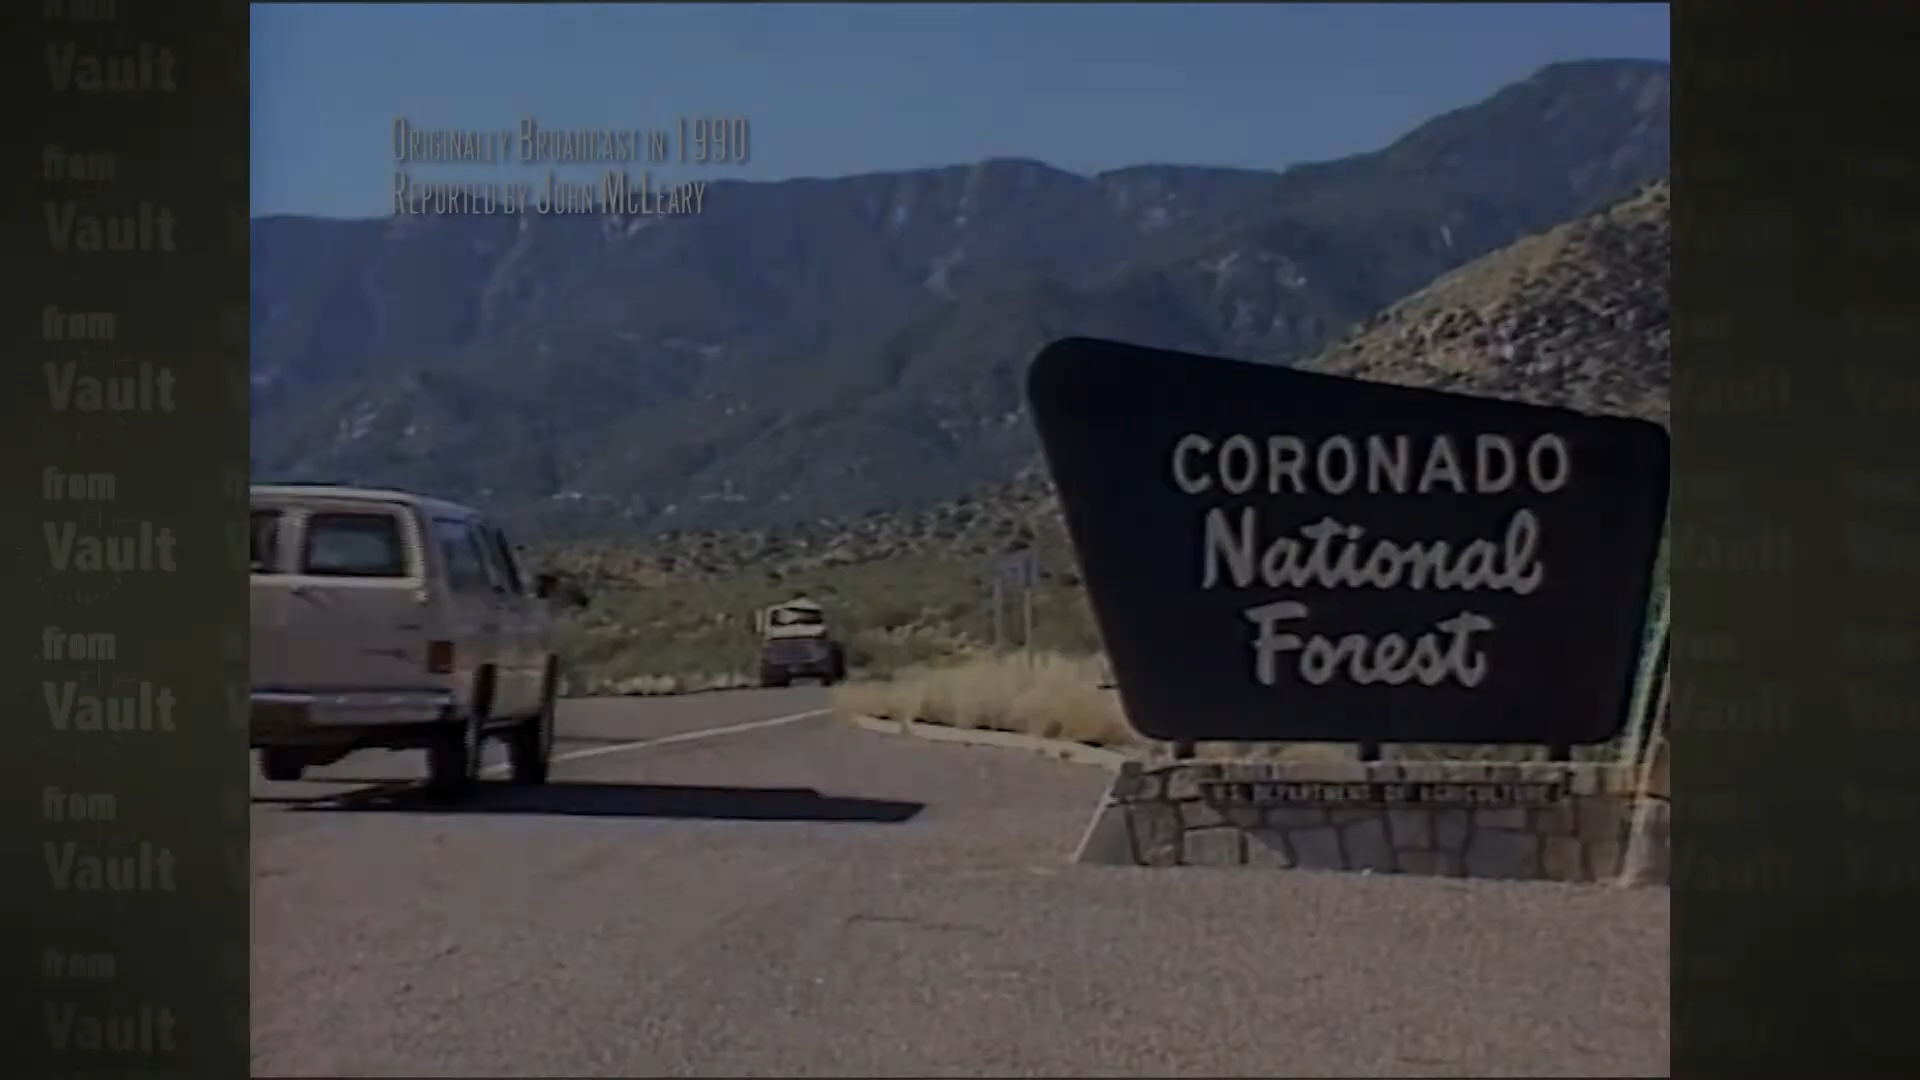 Originally Broadcast in 1990
Reported by John McLeary
CORONADO
National
Forest
U.S. DEPARTMENT OF AGRICULTURE
from
Vault
from
Vault
from
Vault
from
Vault
from
Vault
from
Vault
from
Vault